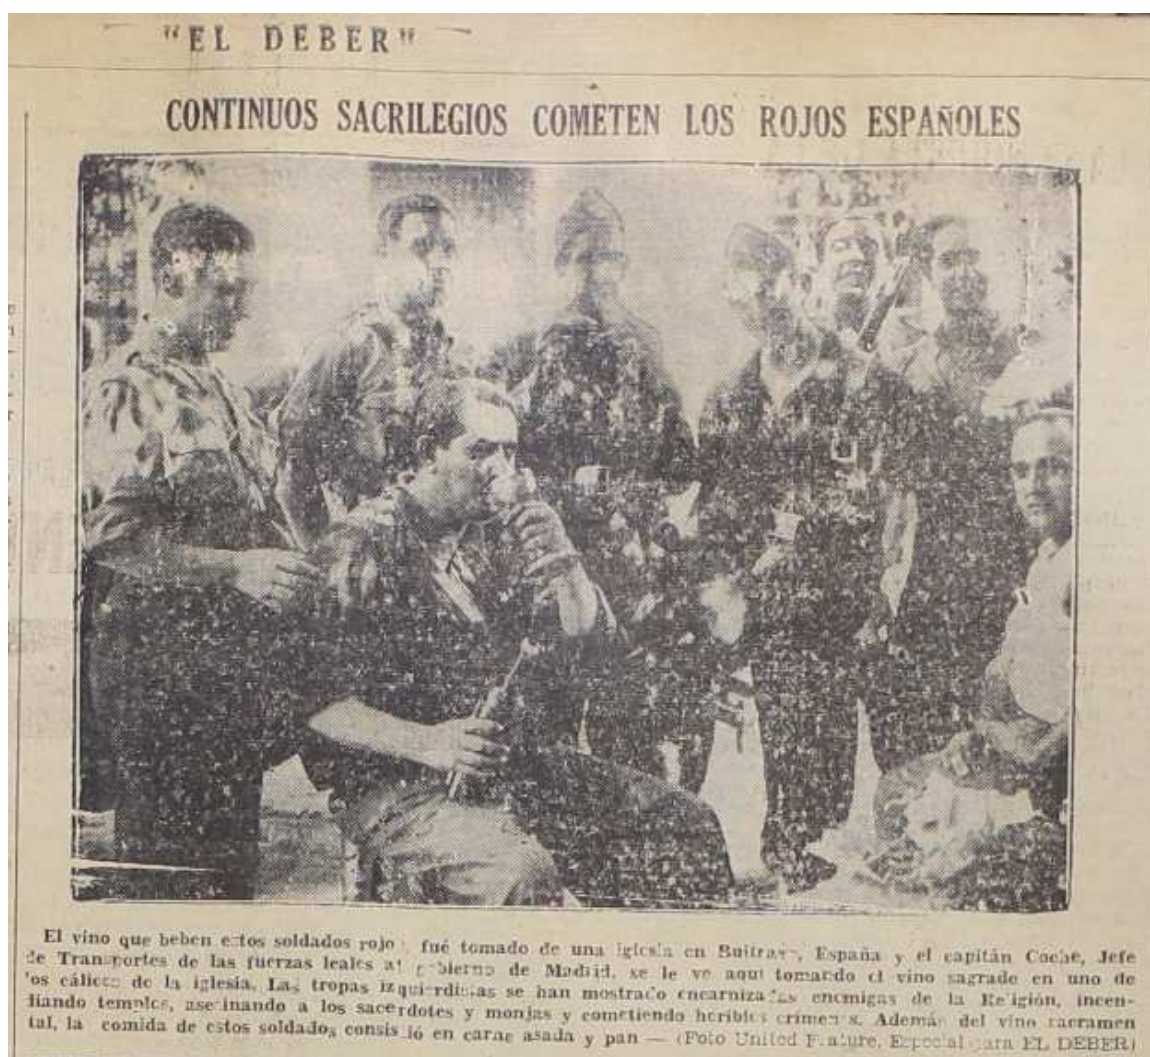 "EL DEBER"
CONTINUOS SACRILEGIOS COMETEN LOS ROJOS ESPAÑOLES
El vino que beben estos soldados rojo , fué tomado de una iglesia en España y el capitán Coche, Jefe
de Transportes de las fuerzas leales al gobierno de Madrid, se le ve aquí tomando el vino sagrado en uno de
los cálices de la iglesia. Las tropas izquierdistas se han mostrado encarnizadas enemigas de la Religión, incen-
diando templos, asesinando a los sacerdotes y monjas y cometiendo horibles crímenes. Además del vino sacramen
tal, la comida de estos soldados consistió en carne asada y pan — (Foto United Feature, Especial para EL DEBER)